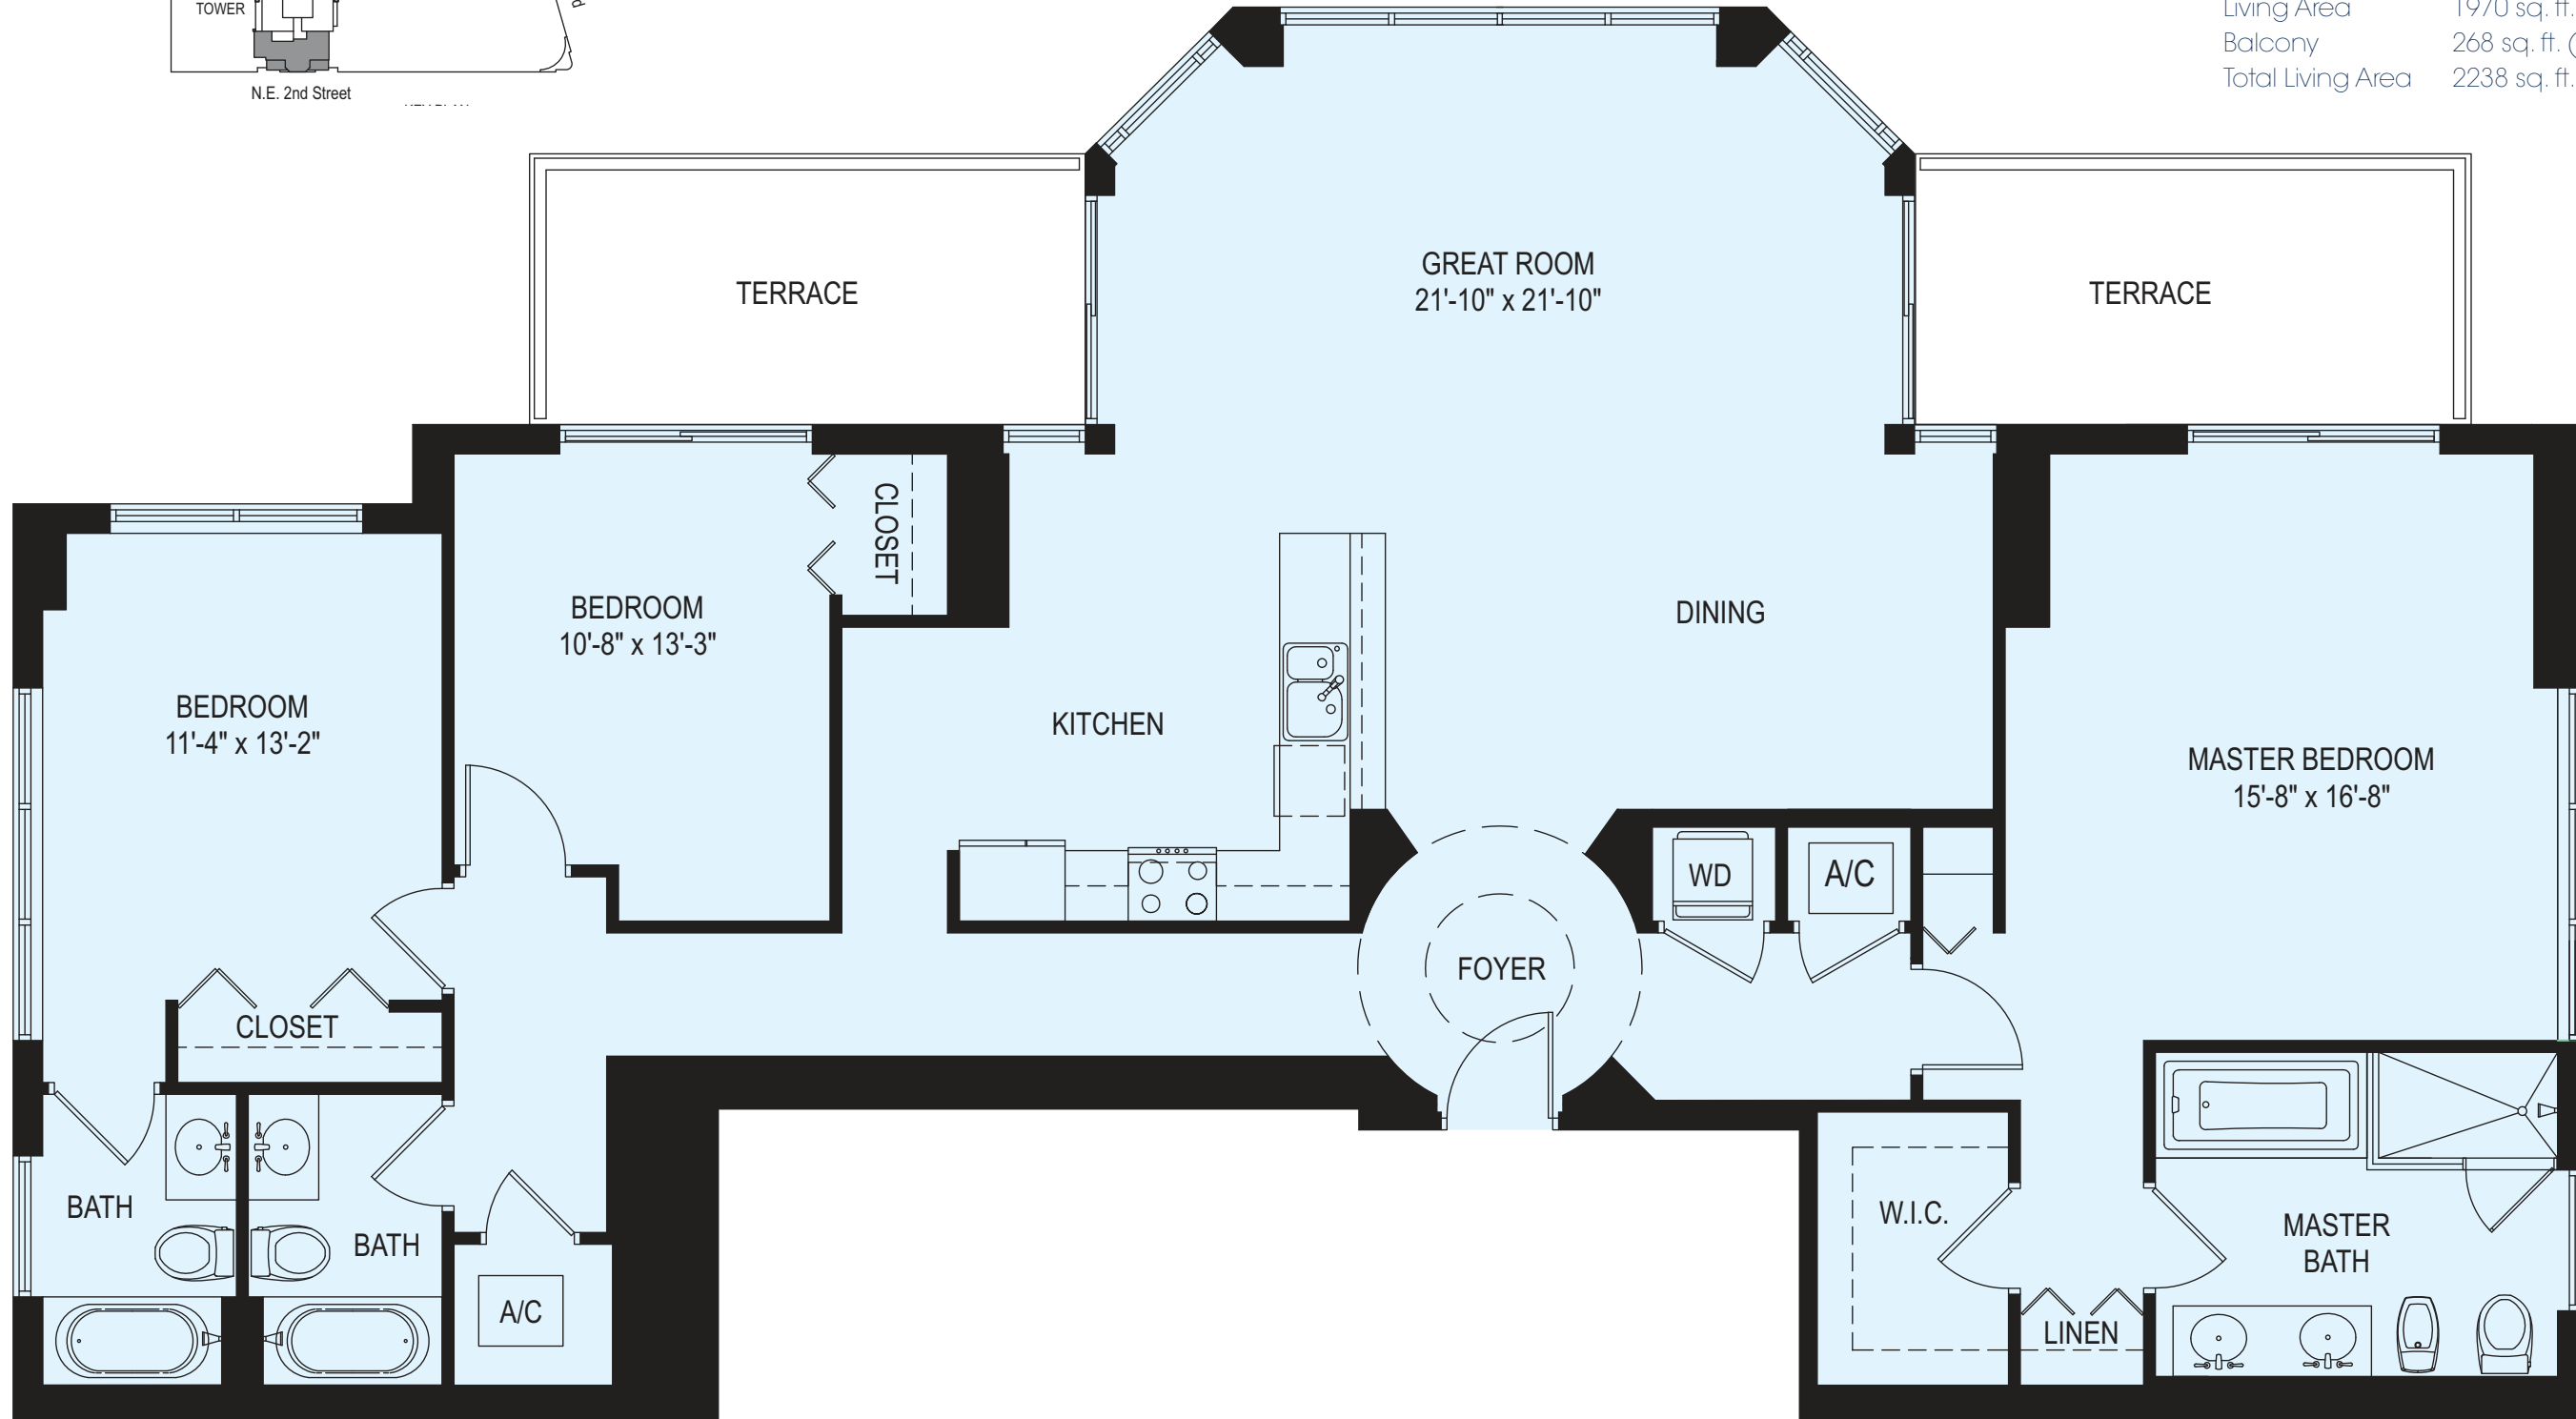 TOWER
N.E. 2nd Street
Living Area 1970 sq. ft.
Balcony 268 sq. ft. (
Total Living Area 2238 sq. ft.
TERRACE
GREAT ROOM
21'-10" x 21'-10"
TERRACE
CLOSET
BEDROOM
10'-8" x 13'-3"
DINING
BEDROOM
11'-4" x 13'-2"
KITCHEN
MASTER BEDROOM
15'-8" x 16'-8"
WD
A/C
FOYER
CLOSET
BATH
BATH
W.I.C.
MASTER
BATH
A/C
LINEN